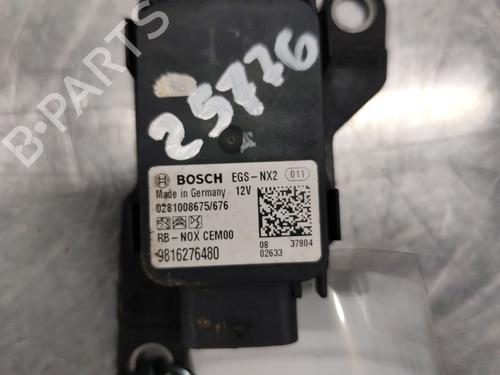 25776
BOSCH EGS-NX2 011
Made in Germany 12V
0281008675/676
RB-NOX CEM00
9816276480
08 37804
02633
B-PARTS